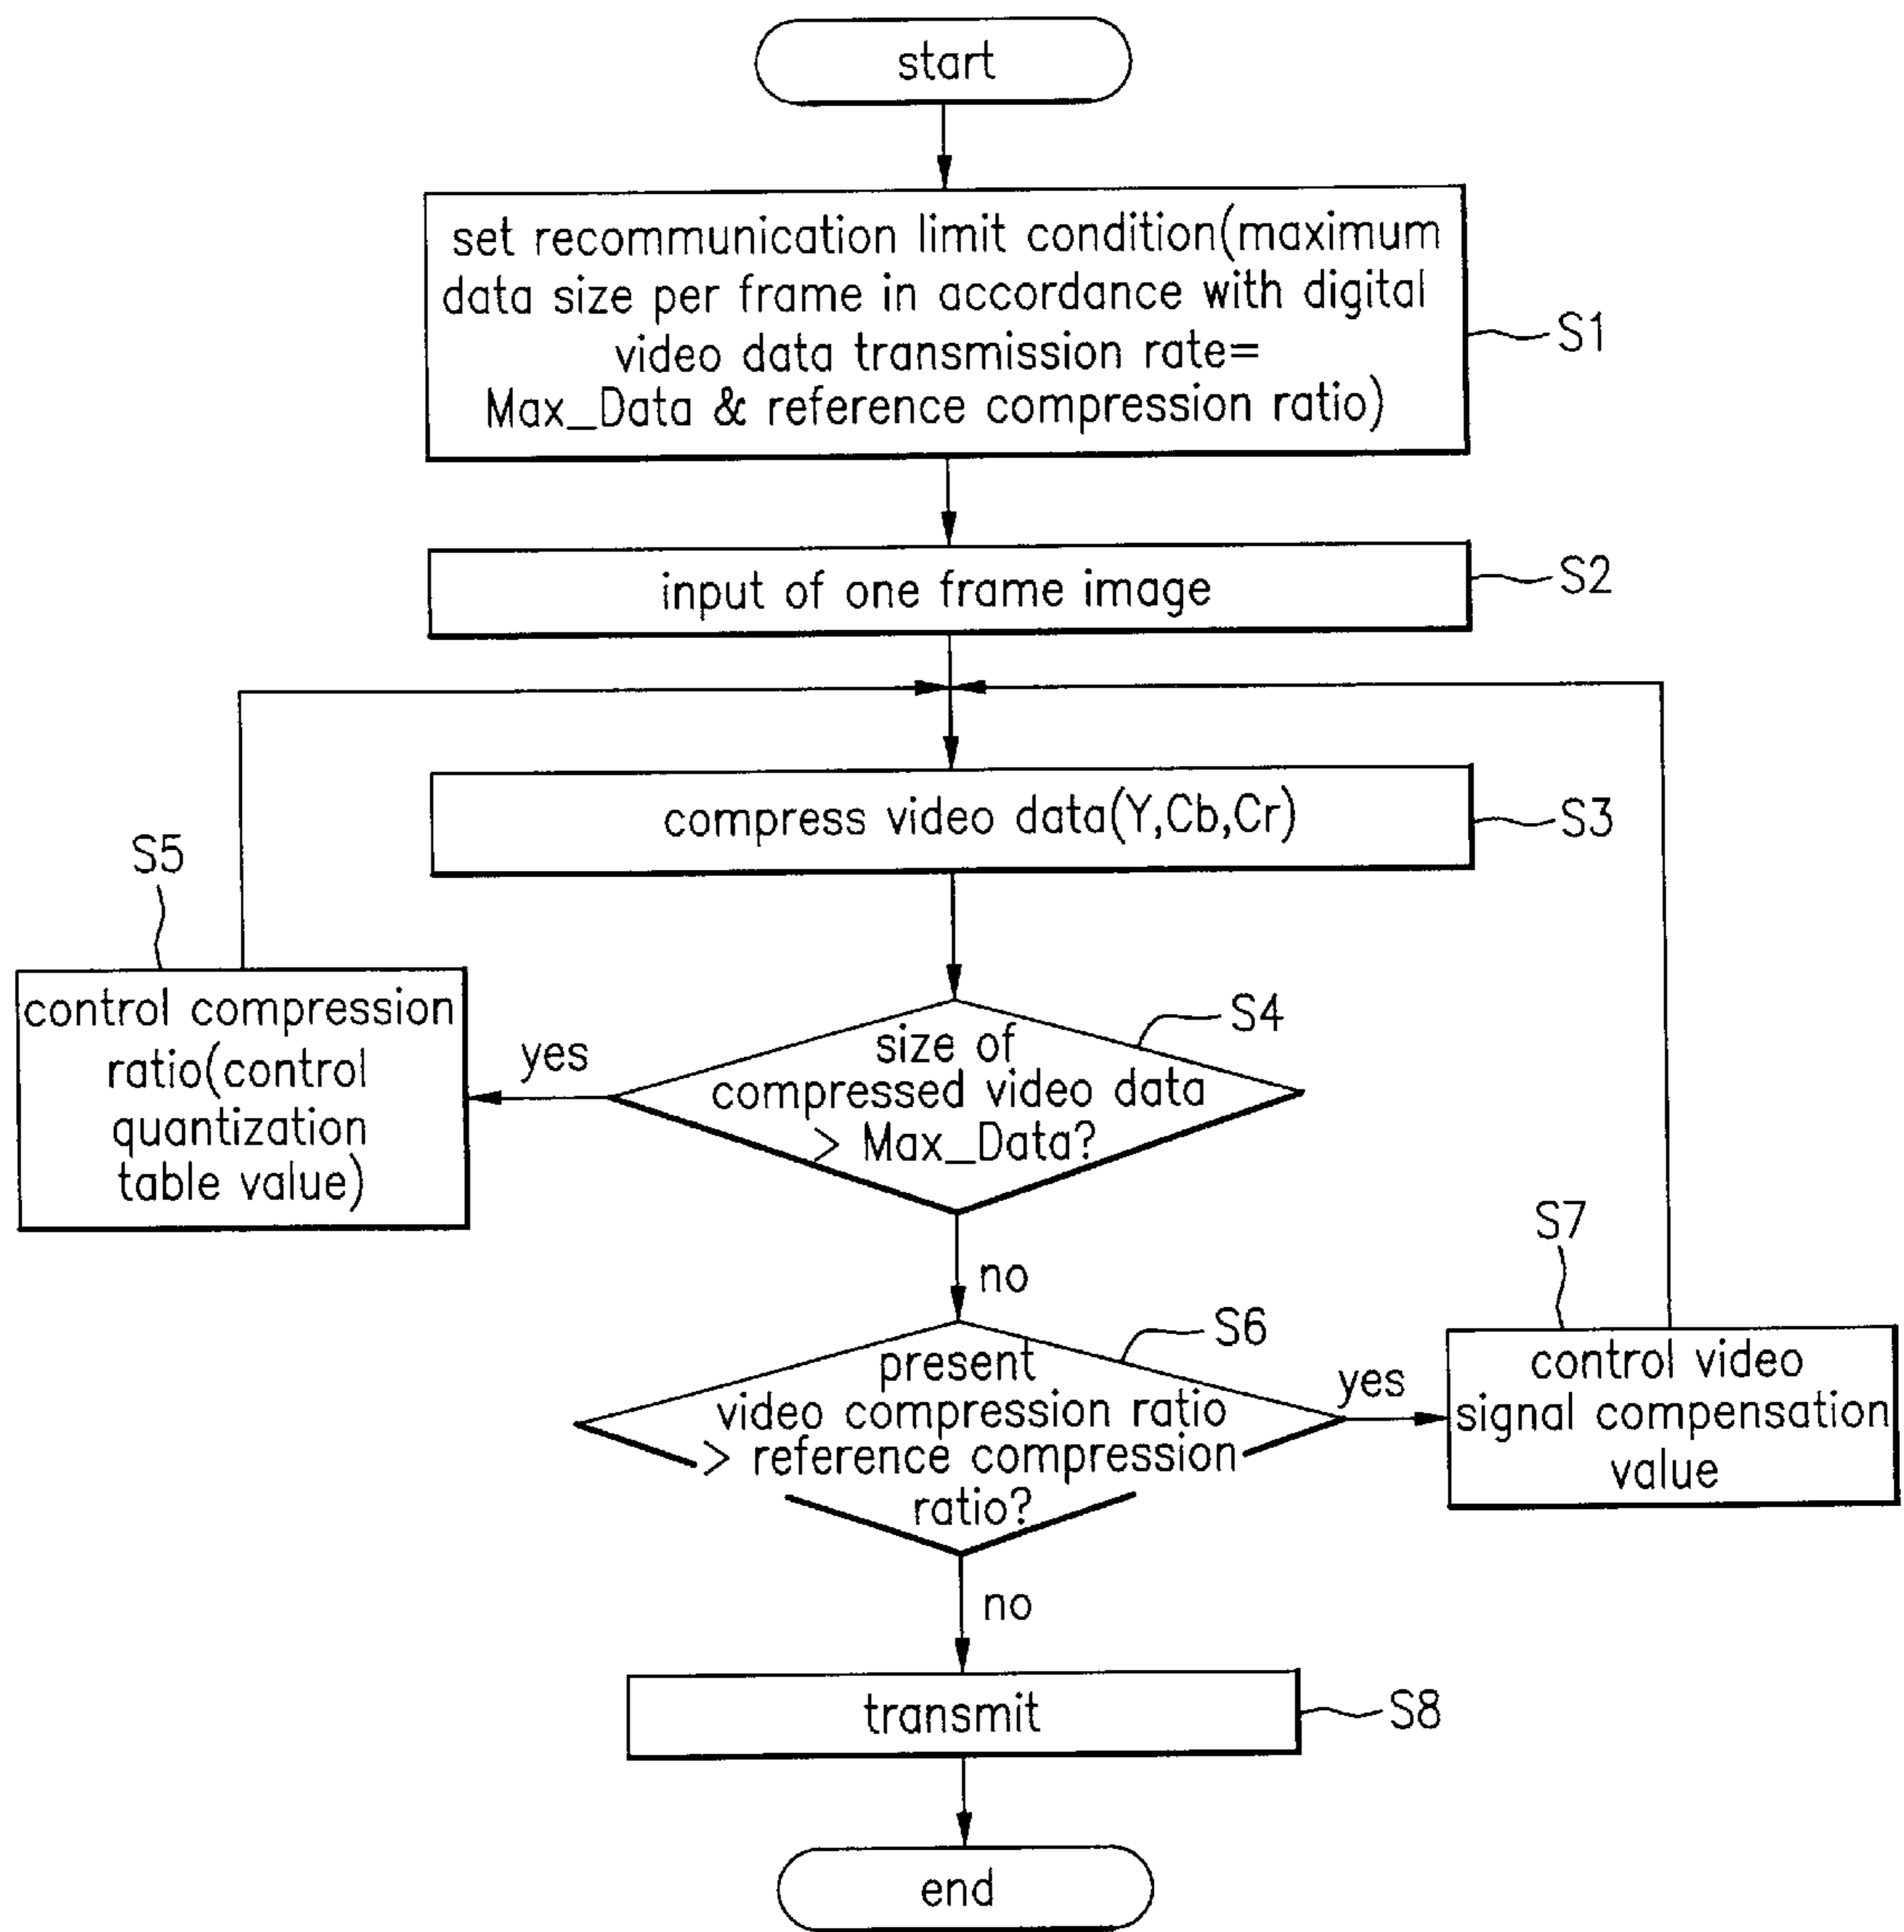 start
set recommunication limit condition(maximum
data size per frame in accordance with digital
video data transmission rate=
Max_Data & reference compression ratio)
S1
input of one frame image
S2
compress video data(Y,Cb,Cr)
S3
S5
control compression
ratio(control
quantization
table value)
yes
size of
compressed video data
> Max_Data?
S4
no
S7
present
video compression ratio
> reference compression
ratio?
S6
yes
control video
signal compensation
value
no
transmit
S8
end